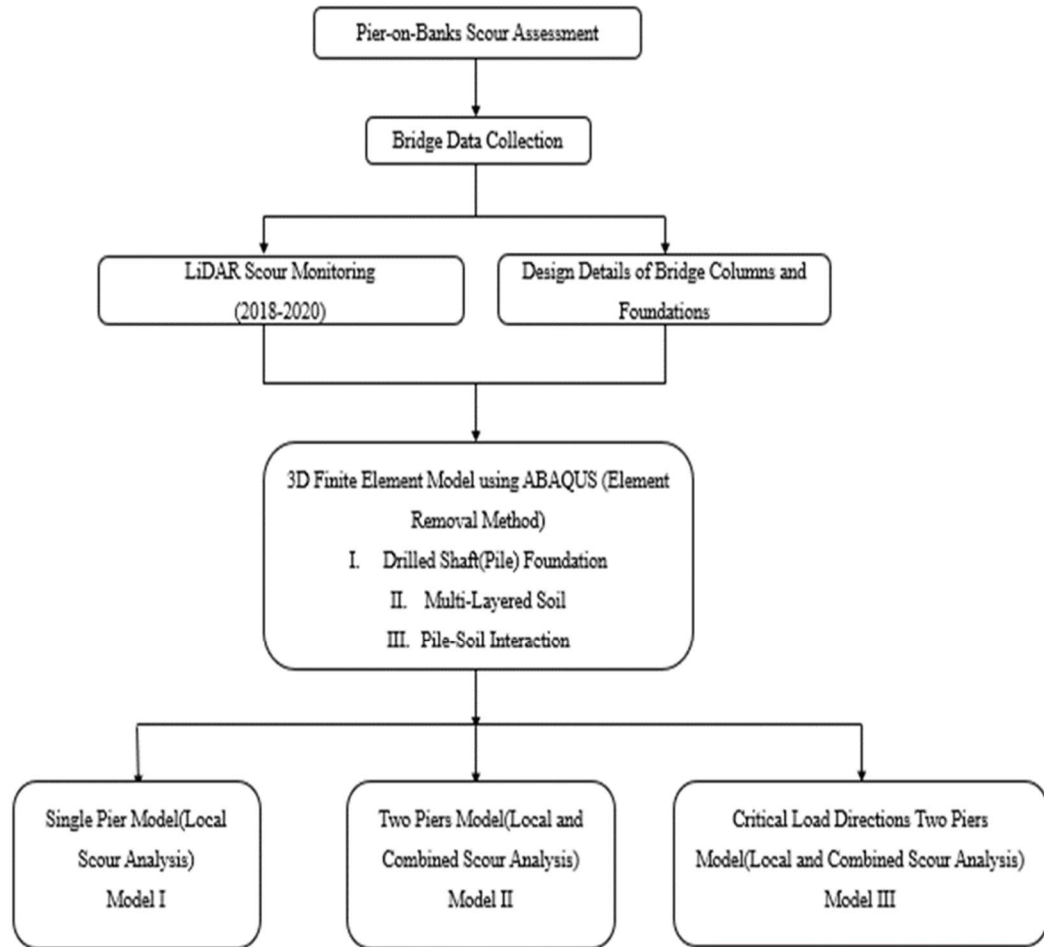 Pier-on-Banks Scour Assessment
Bridge Data Collection
LiDAR Scour Monitoring
(2018-2020)
Design Details of Bridge Columns and
Foundations
3D Finite Element Model using ABAQUS (Element
Removal Method)
I. Drilled Shaft(Pile) Foundation
II. Multi-Layered Soil
III. Pile-Soil Interaction
Single Pier Model(Local
Scour Analysis)
Model I
Two Piers Model(Local and
Combined Scour Analysis)
Model II
Critical Load Directions Two Piers
Model(Local and Combined Scour Analysis)
Model III